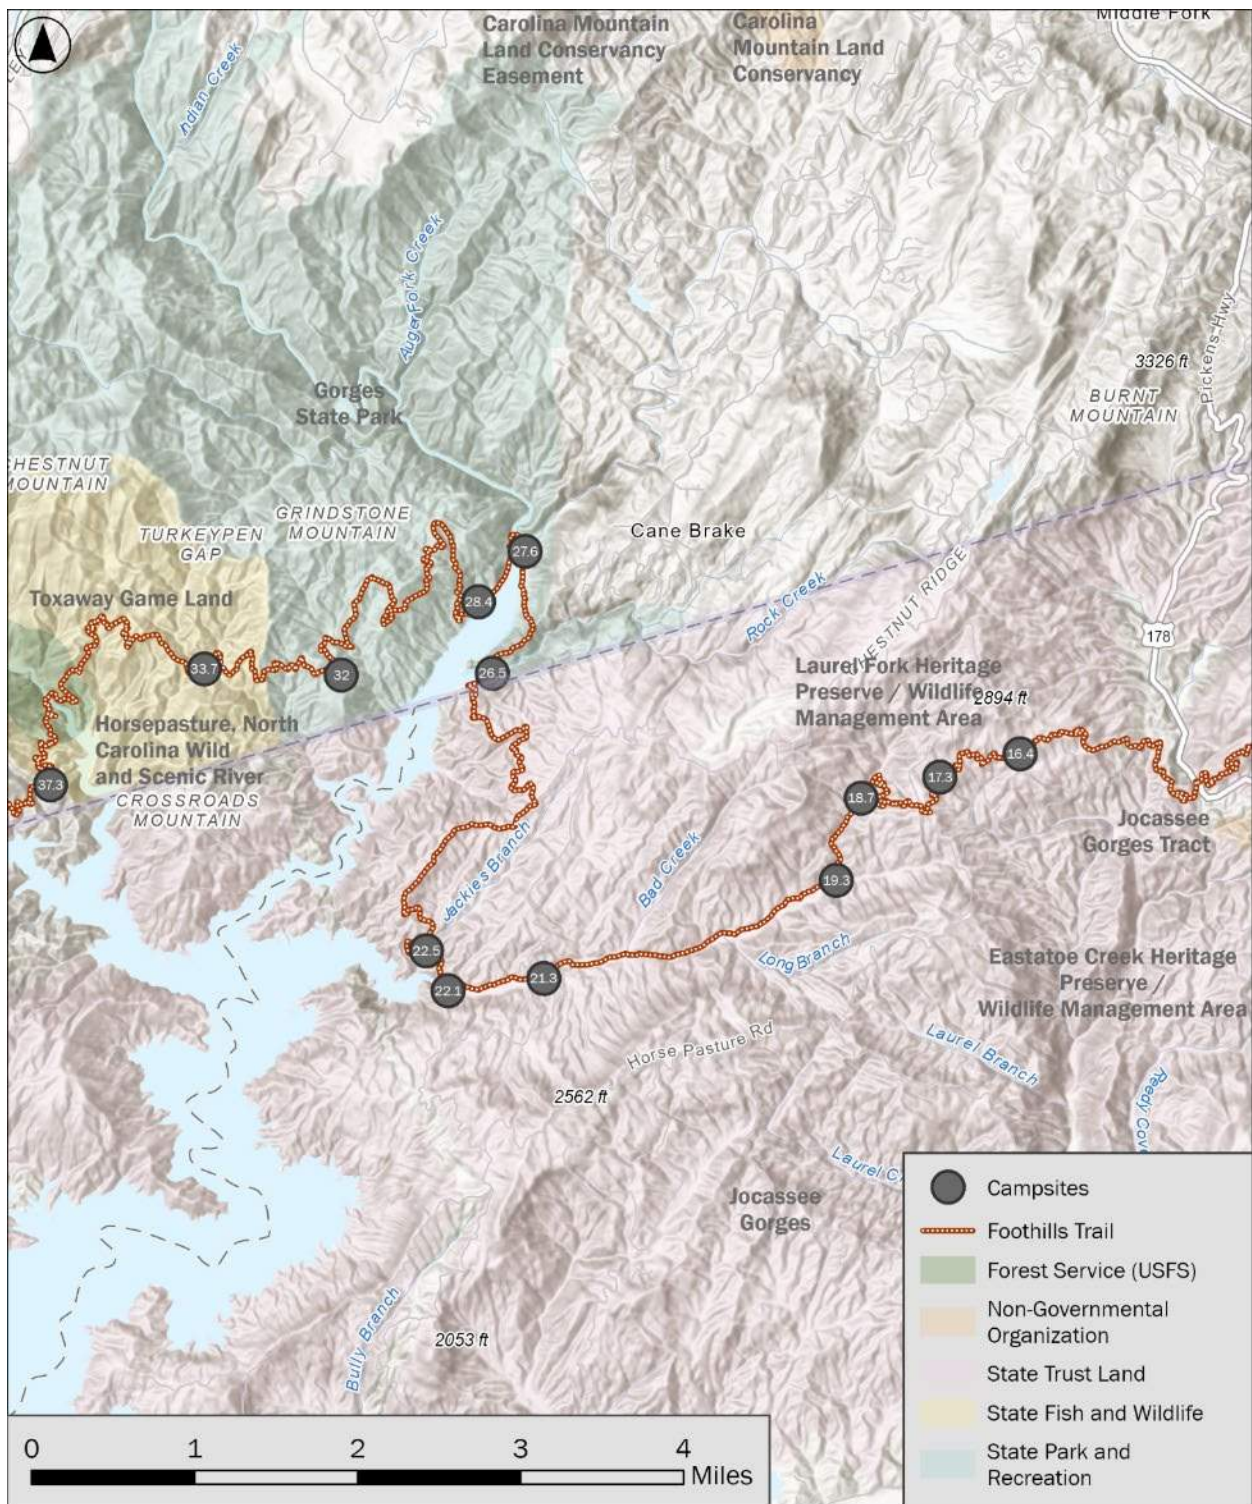 Carolina Mountain
Land Conservancy
Easement
Carolina
Mountain Land
Conservancy
Middle Fork
Indian Creek
Auger Fork Creek
Gorges
State Park
3326 ft
Pickens Hwy
BURNT
MOUNTAIN
CHESTNUT
MOUNTAIN
GRINDSTONE
MOUNTAIN
TURKEYPEN
GAP
Cane Brake
27.6
Toxaway Game Land
28.4
Rock Creek
CHESTNUT RIDGE
178
33.7
32
26.5
Laurel Fork Heritage
Preserve / Wildlife
Management Area
2894 ft
Horsepasture, North
Carolina Wild
and Scenic River
37.3
CROSSROADS
MOUNTAIN
16.4
17.3
18.7
Jocassee
Gorges Tract
Jackies Branch
Bad Creek
19.3
22.5
22.1
21.3
Long Branch
Eastatoe Creek Heritage
Preserve /
Wildlife Management Area
Horse Pasture Rd
Laurel Branch
2562 ft
Reedy Cove
Laurel C
Jocassee
Gorges
Bully Branch
2053 ft
Campsites
Foothills Trail
Forest Service (USFS)
Non-Governmental
Organization
State Trust Land
State Fish and Wildlife
State Park and
Recreation
0 1 2 3 4
Miles